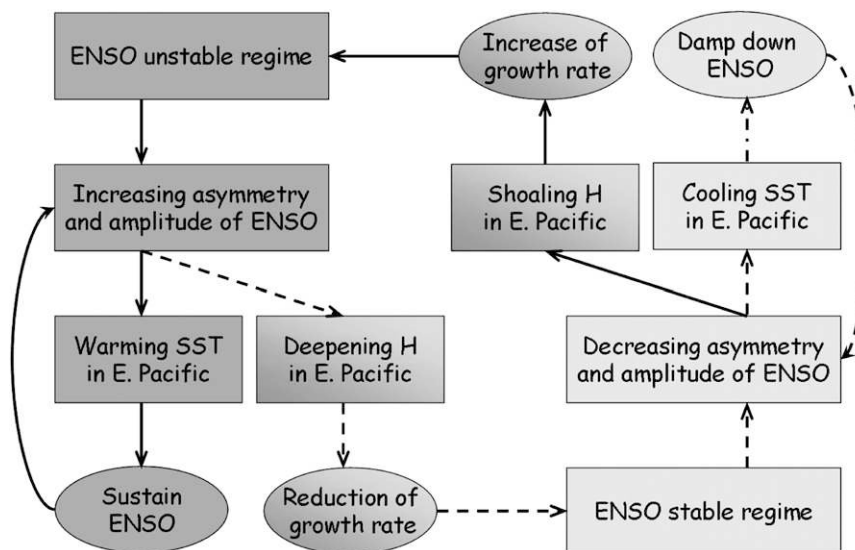 ENSO unstable regime
Increase of
growth rate
Damp down
ENSO
Increasing asymmetry
and amplitude of ENSO
Shoaling H
in E. Pacific
Cooling SST
in E. Pacific
Warming SST
in E. Pacific
Deepening H
in E. Pacific
Decreasing asymmetry
and amplitude of ENSO
Sustain
ENSO
Reduction of
growth rate
ENSO stable regime